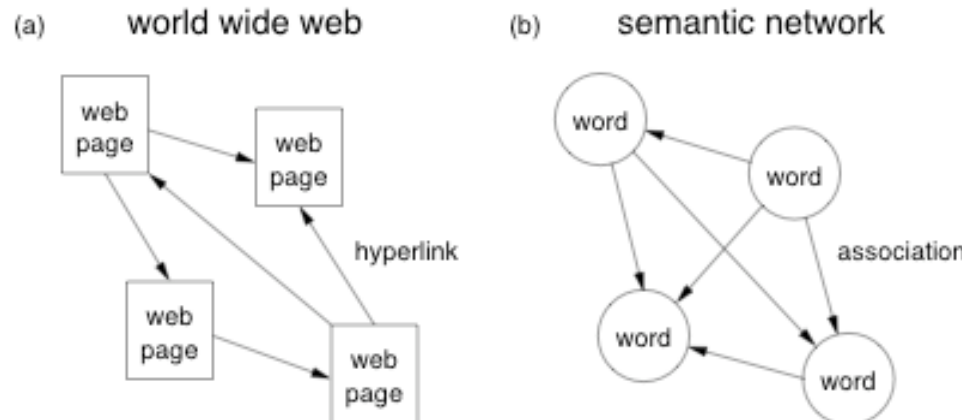 (a) world wide web
web
page
web
page
hyperlink
web
page
web
page
(b) semantic network
word
word
association
word
word